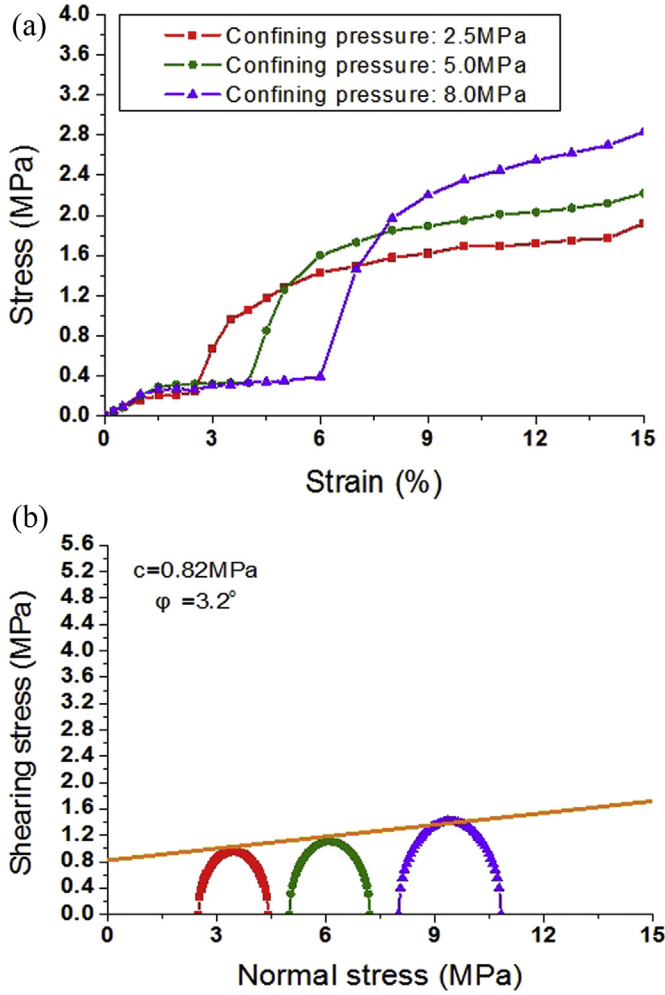 (a)
4.0
3.6
3.2
2.8
2.4
2.0
1.6
1.2
0.8
0.4
0.0
Stress (MPa)
Confining pressure: 2.5MPa
Confining pressure: 5.0MPa
Confining pressure: 8.0MPa
0 3 6 9 12 15
Strain (%)
(b)
5.6
5.2
4.8
4.4
4.0
3.6
3.2
2.8
2.4
2.0
1.6
1.2
0.8
0.4
0.0
Shearing stress (MPa)
c=0.82MPa
φ =3.2°
0 3 6 9 12 15
Normal stress (MPa)